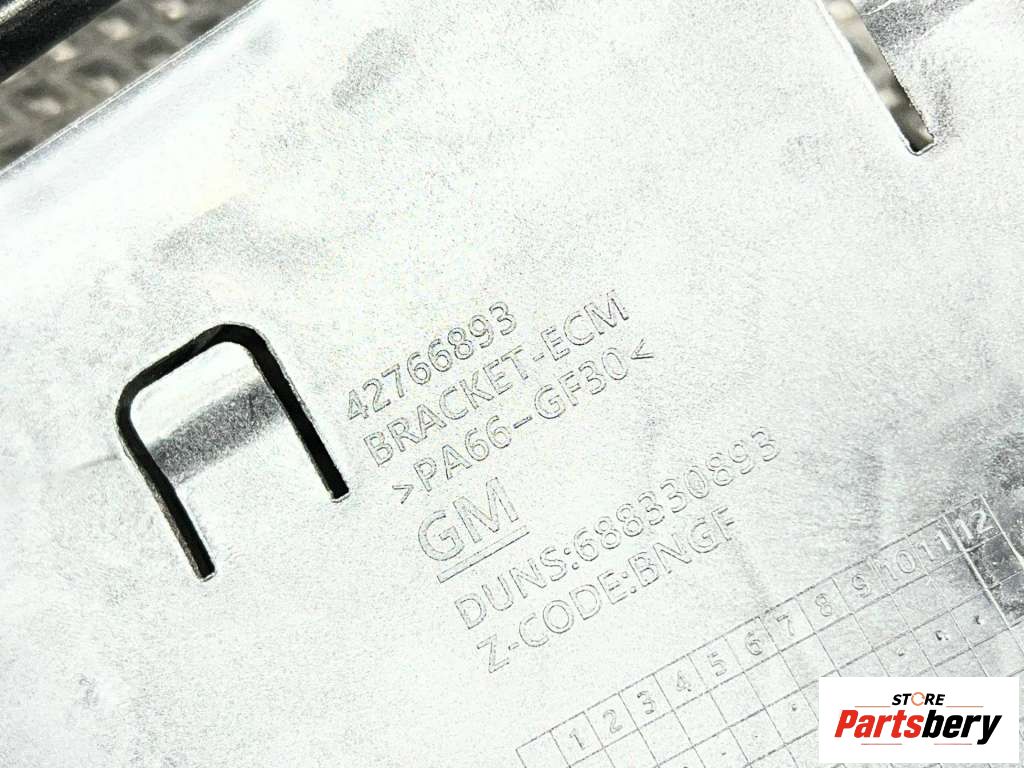 42766893
BRACKET-ECM
>PA66-GF30<
GM
DUNS:688330893
Z-CODE:BNGF
1 2 3 4 5 6 7 8 9 10 11 12
STORE
Partsbery